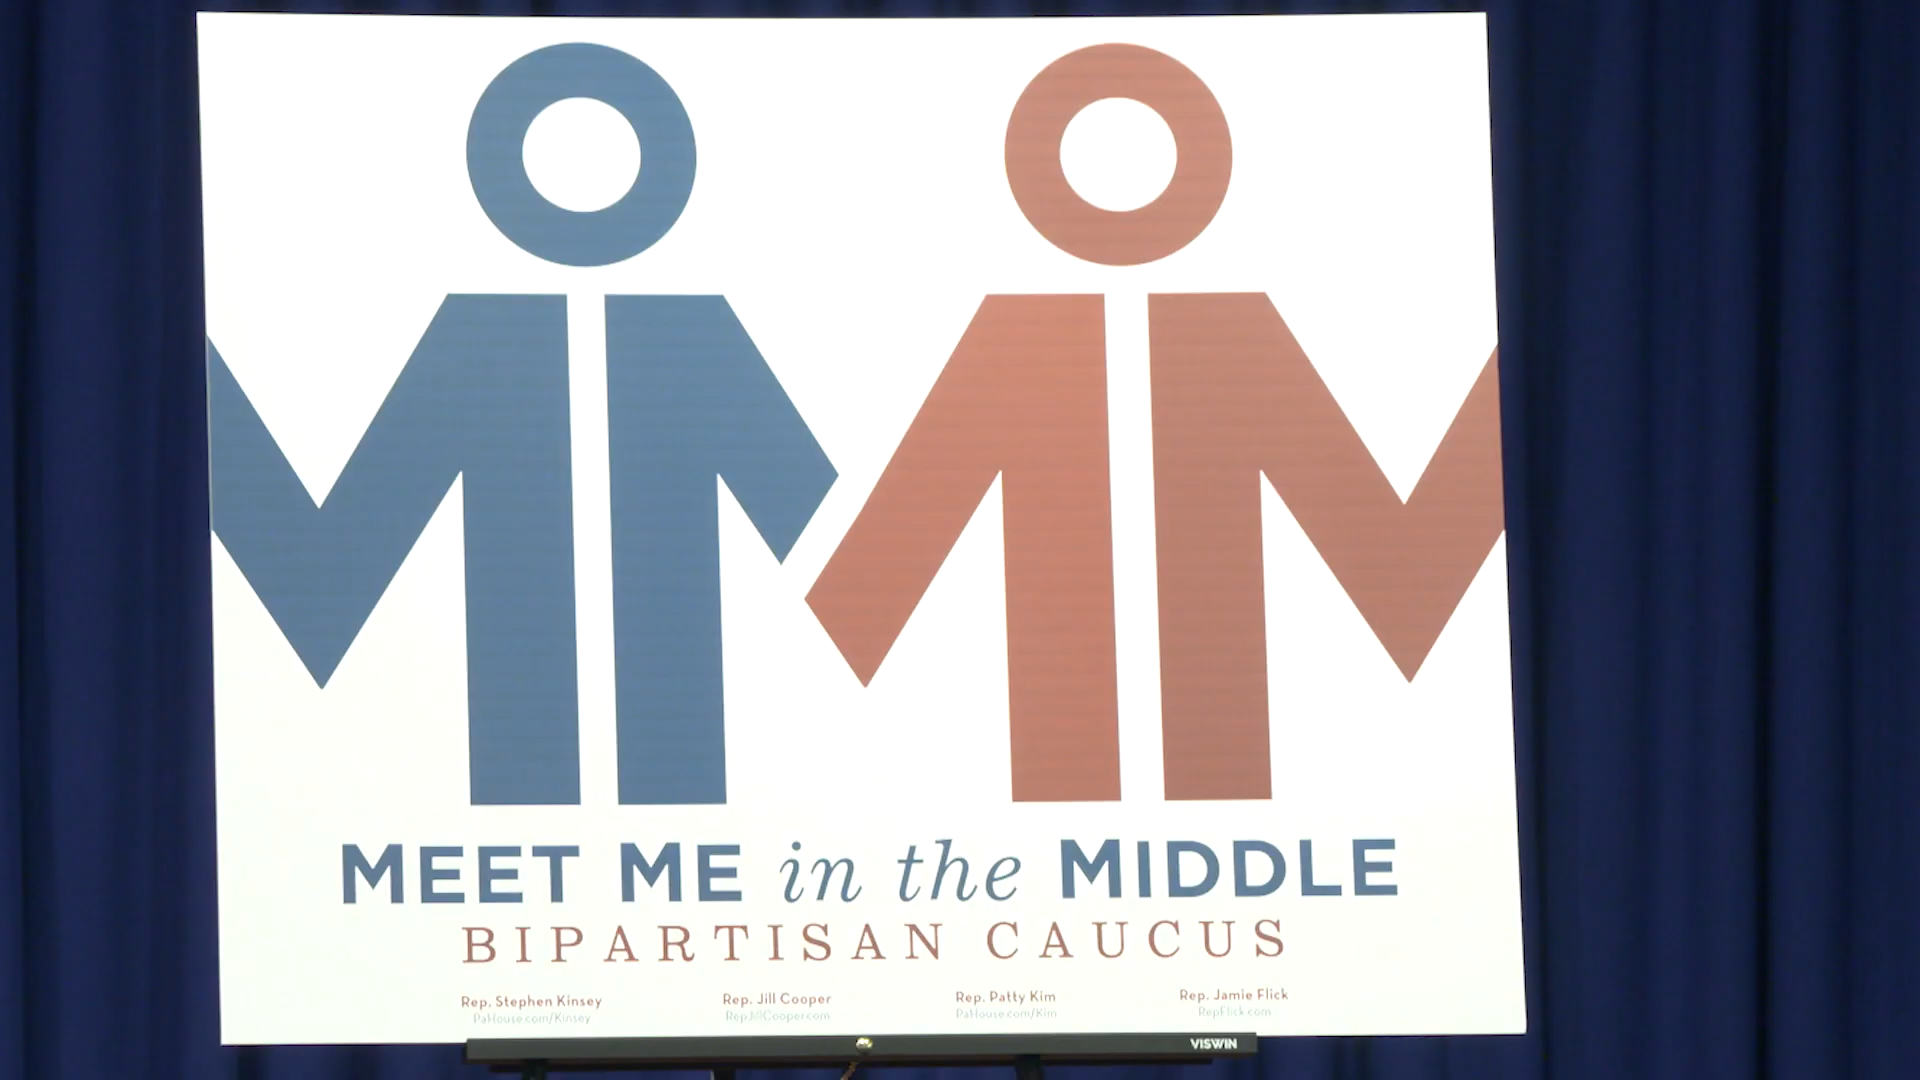 MEET ME in the MIDDLE
BIPARTISAN CAUCUS
Rep. Stephen Kinsey Rep. Jill Cooper Rep. Patty Kim Rep. Jamie Flick
PaHouse.com/Kinsey RepJillCooper.com PaHouse.com/Kim RepFlick.com
VISWIN